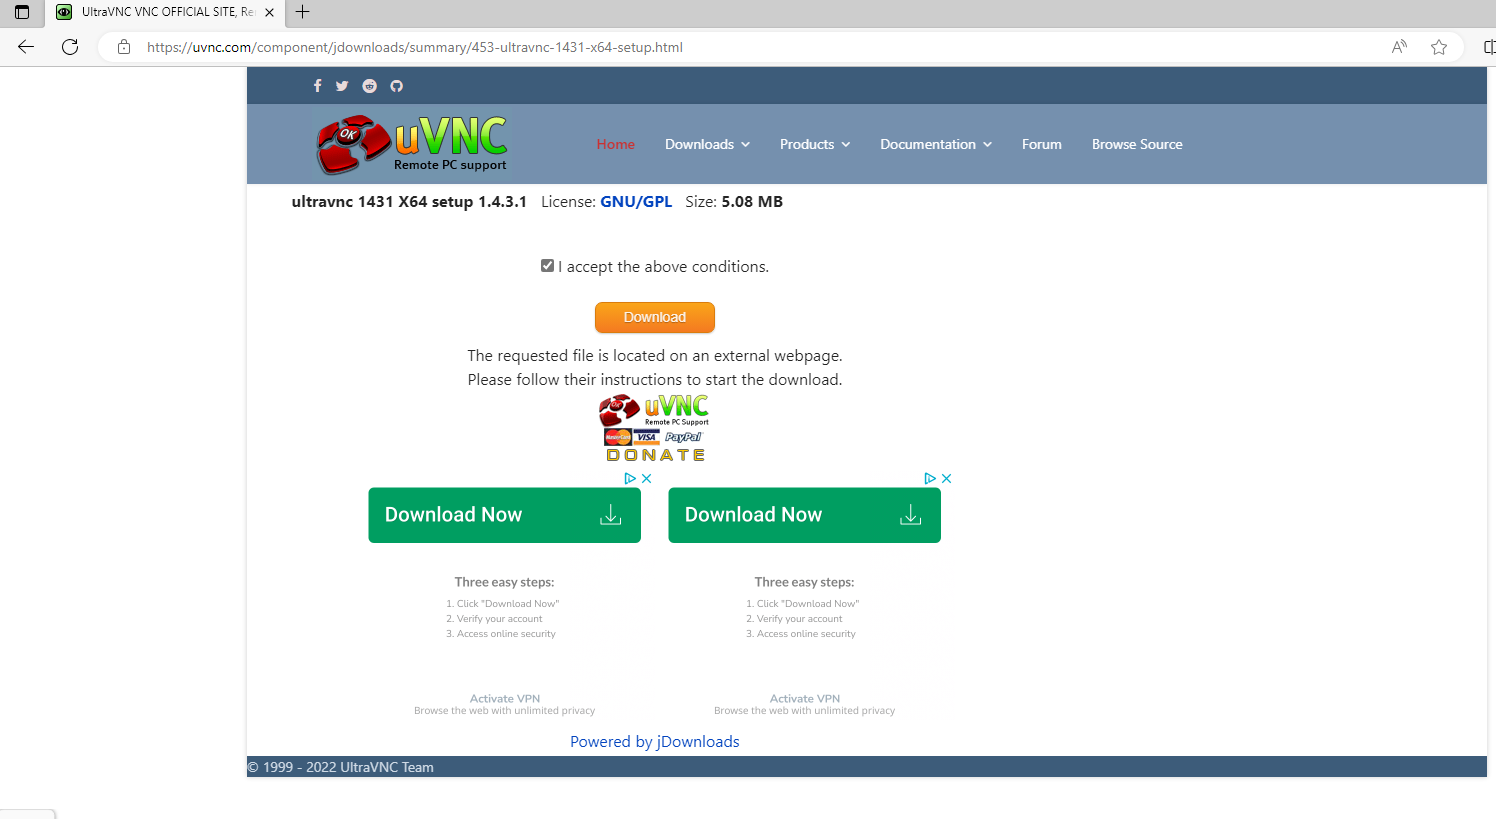 UltraVNC VNC OFFICIAL SITE, Re
https://uvnc.com/component/jdownloads/summary/453-ultravnc-1431-x64-setup.html
OK uVNC
Remote PC support
Home Downloads Products Documentation Forum Browse Source
ultravnc 1431 X64 setup 1.4.3.1 License: GNU/GPL Size: 5.08 MB
I accept the above conditions.
Download
The requested file is located on an external webpage.
Please follow their instructions to start the download.
OK uVNC
Remote PC Support
MasterCard VISA PayPal
DONATE
Download Now
Three easy steps:
1. Click "Download Now"
2. Verify your account
3. Access online security
Activate VPN
Browse the web with unlimited privacy
Download Now
Three easy steps:
1. Click "Download Now"
2. Verify your account
3. Access online security
Activate VPN
Browse the web with unlimited privacy
Powered by jDownloads
© 1999 - 2022 UltraVNC Team